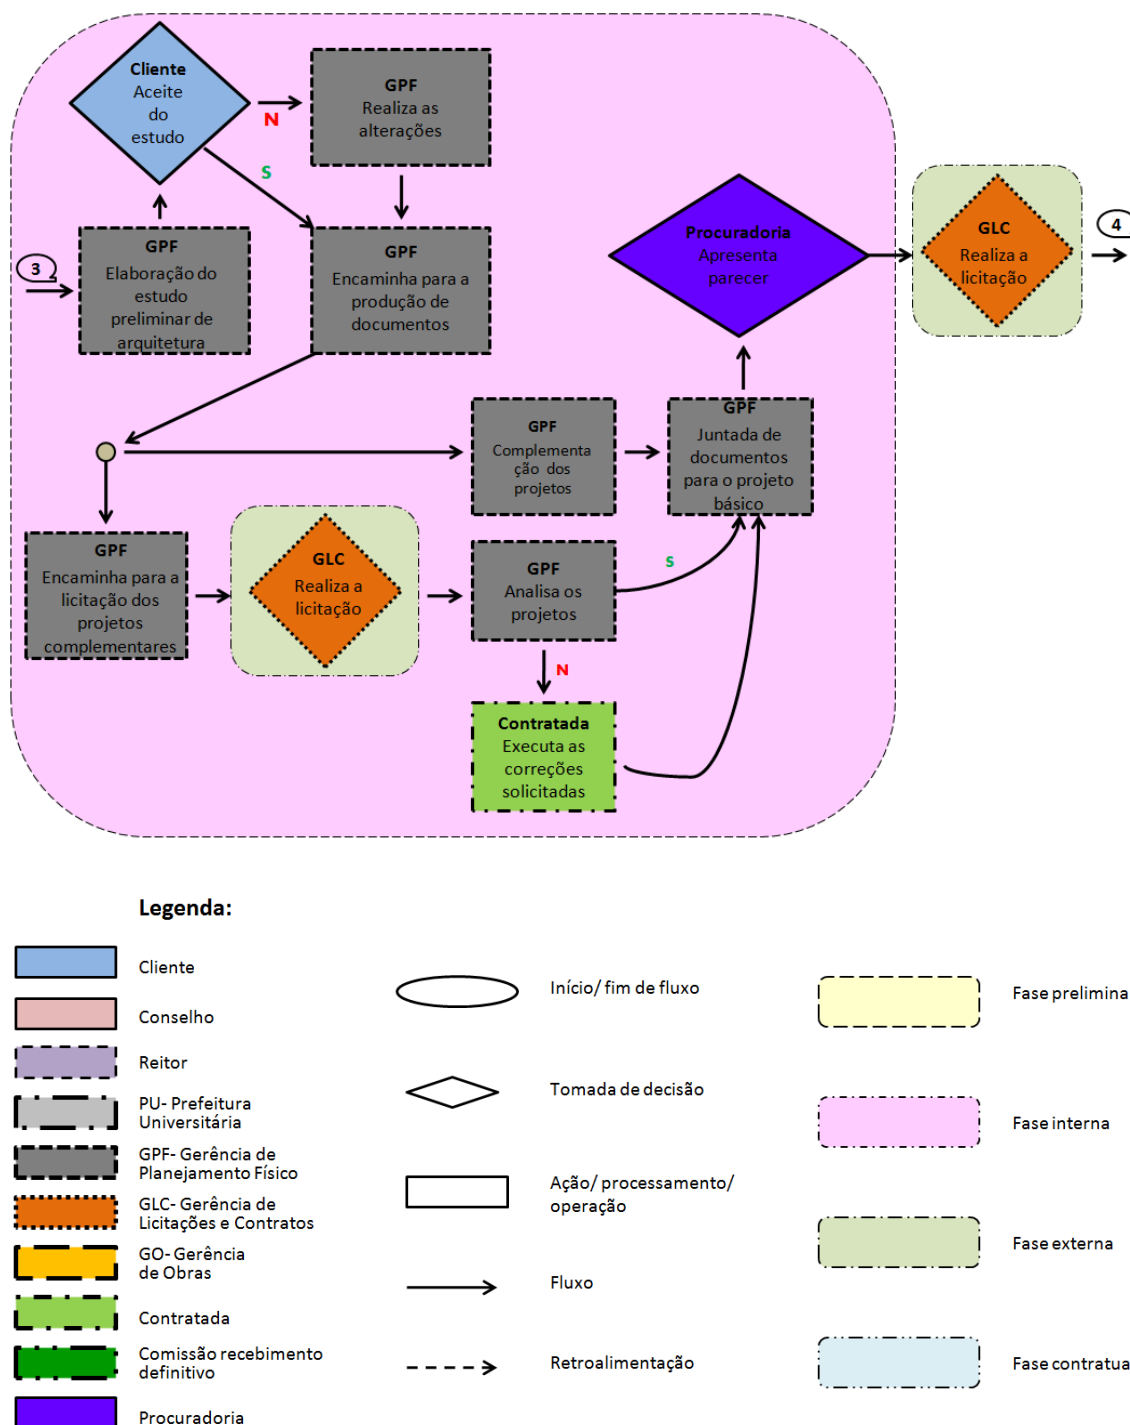 Cliente
Aceite
do
estudo
N
S
GPF
Realiza as
alterações
3
GPF
Elaboração do
estudo
preliminar de
arquitetura
GPF
Encaminha para a
produção de
documentos
Procuradoria
Apresenta
parecer
GLC
Realiza a
licitação
4
GPF
Complementa
ção dos
projetos
GPF
Juntada de
documentos
para o projeto
básico
GPF
Encaminha para a
licitação dos
projetos
complementares
GLC
Realiza a
licitação
GPF
Analisa os
projetos
S
N
Contratada
Executa as
correções
solicitadas
Legenda:
Cliente
Conselho
Reitor
PU- Prefeitura
Universitária
GPF- Gerência de
Planejamento Físico
GLC- Gerência de
Licitações e Contratos
GO- Gerência
de Obras
Contratada
Comissão recebimento
definitivo
Procuradoria
Início/ fim de fluxo
Tomada de decisão
Ação/ processamento/
operação
Fluxo
Retroalimentação
Fase prelimina
Fase interna
Fase externa
Fase contratua